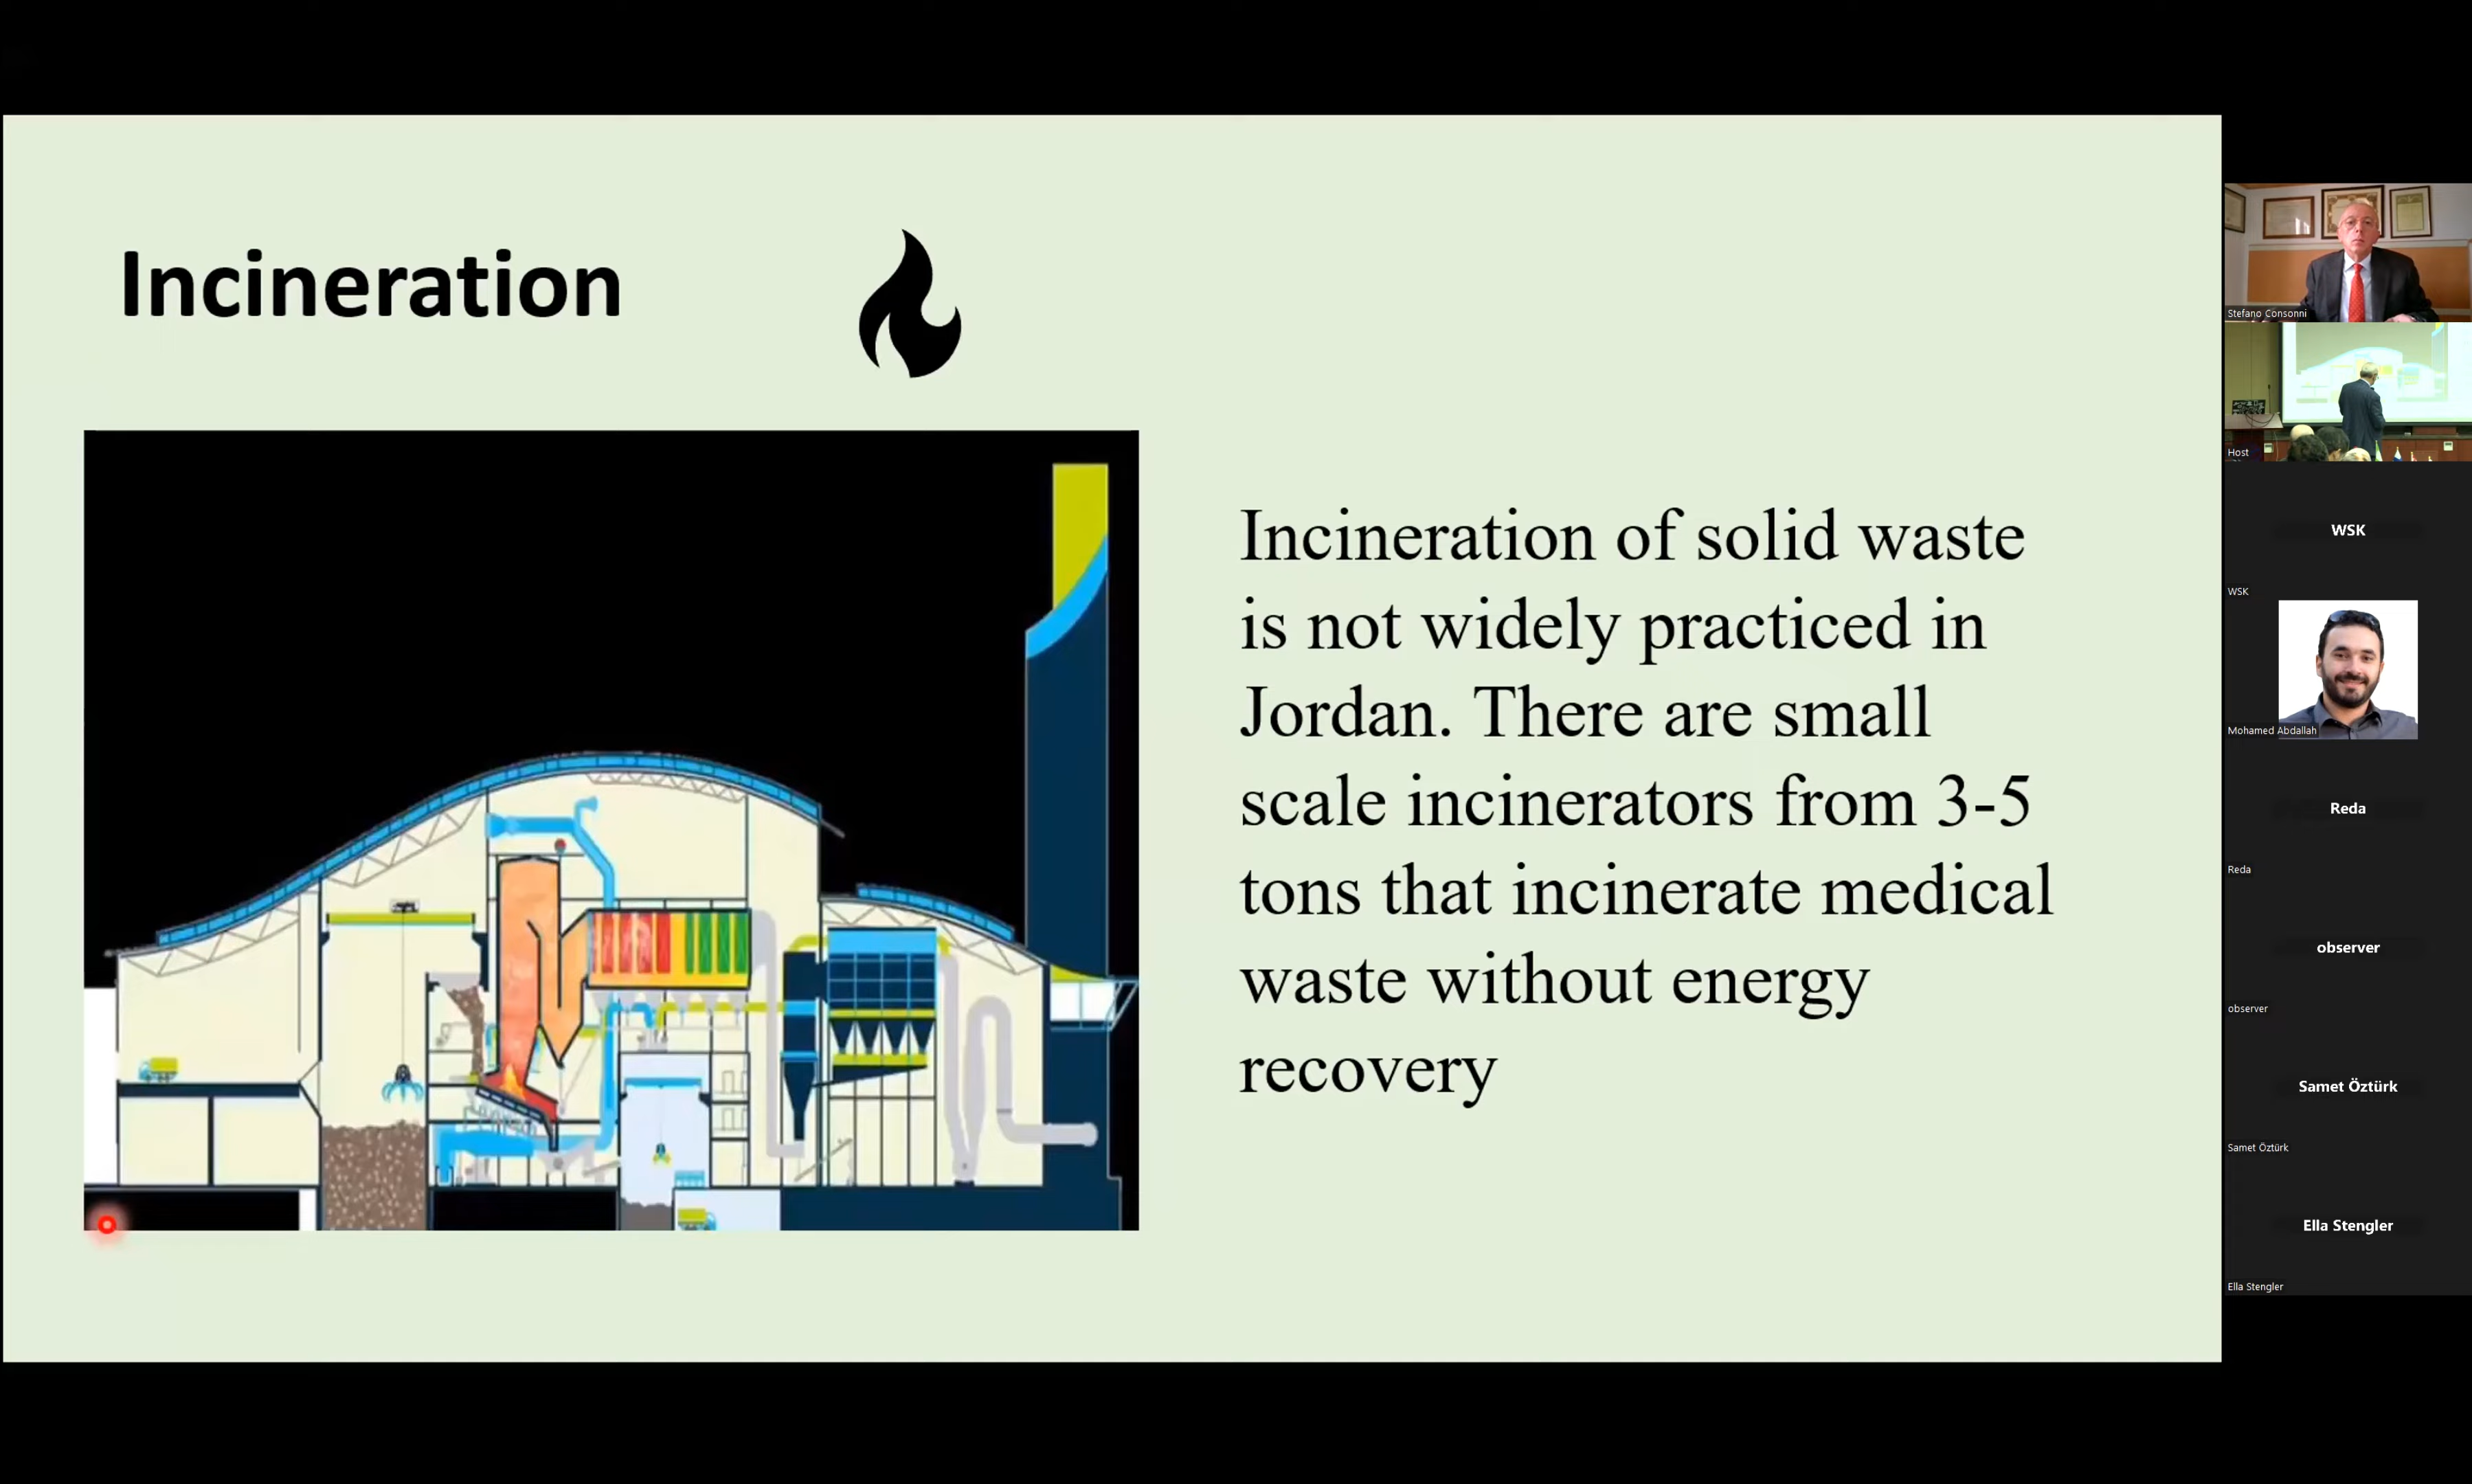 Incineration
Incineration of solid waste
is not widely practiced in
Jordan. There are small
scale incinerators from 3-5
tons that incinerate medical
waste without energy
recovery
Stefano Consonni
Host
WSK
WSK
Mohamed Abdallah
Reda
Reda
observer
observer
Samet Öztürk
Samet Öztürk
Ella Stengler
Ella Stengler